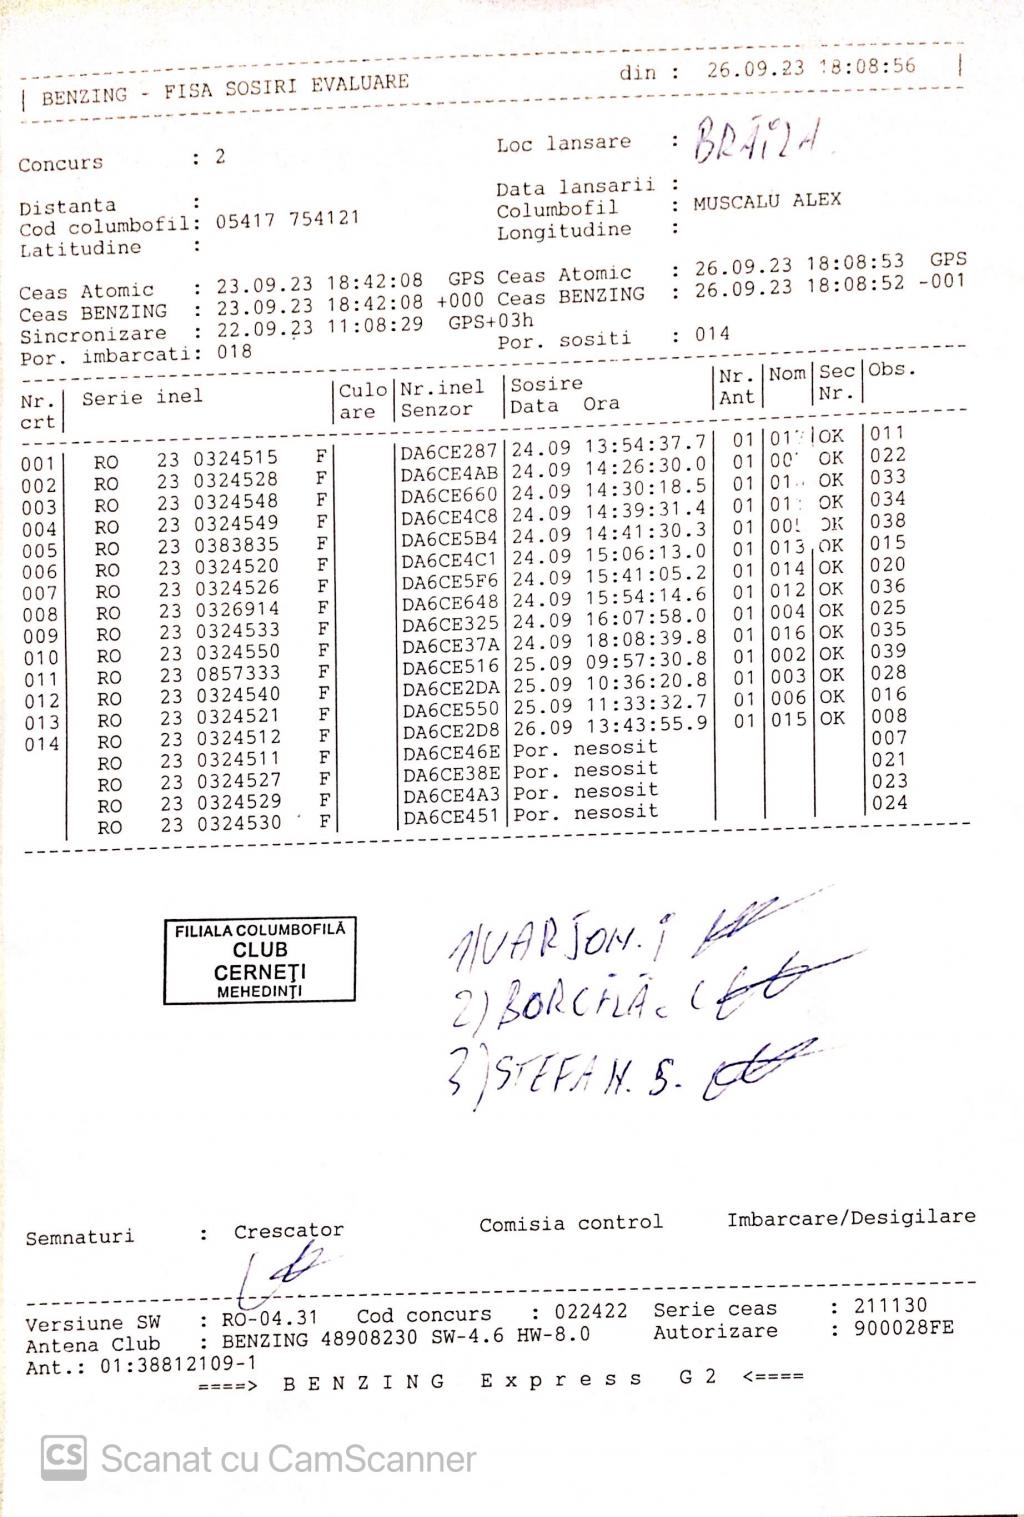 | BENZING - FISA SOSIRI EVALUARE din : 26.09.23 18:08:56 |
Concurs : 2 Loc lansare : BRĂILA
Distanta : Data lansarii :
Cod columbofil: 05417 754121 Columbofil : MUSCALU ALEX
Latitudine : Longitudine :
Ceas Atomic : 23.09.23 18:42:08 GPS Ceas Atomic : 26.09.23 18:08:53 GPS
Ceas BENZING : 23.09.23 18:42:08 +000 Ceas BENZING : 26.09.23 18:08:52 -001
Sincronizare : 22.09.23 11:08:29 GPS+03h
Por. imbarcati: 018 Por. sositi : 014
Nr. | Serie inel | Culo | Nr.inel | Sosire | Nr. | Nom | Sec | Obs.
crt | | are | Senzor | Data Ora | Ant | | Nr. |
001 RO 23 0324515 F DA6CE287 24.09 13:54:37.7 01 OK 011
002 RO 23 0324528 F DA6CE4AB 24.09 14:26:30.0 01 OK 022
003 RO 23 0324548 F DA6CE660 24.09 14:30:18.5 01 OK 033
004 RO 23 0324549 F DA6CE4C8 24.09 14:39:31.4 01 OK 034
005 RO 23 0383835 F DA6CE5B4 24.09 14:41:30.3 01 OK 038
006 RO 23 0324520 F DA6CE4C1 24.09 15:06:13.0 01 013 OK 015
007 RO 23 0324526 F DA6CE5F6 24.09 15:41:05.2 01 014 OK 020
008 RO 23 0326914 F DA6CE648 24.09 15:54:14.6 01 012 OK 036
009 RO 23 0324533 F DA6CE325 24.09 16:07:58.0 01 004 OK 025
010 RO 23 0324550 F DA6CE37A 24.09 18:08:39.8 01 016 OK 035
011 RO 23 0857333 F DA6CE516 25.09 09:57:30.8 01 002 OK 039
012 RO 23 0324540 F DA6CE2DA 25.09 10:36:20.8 01 003 OK 028
013 RO 23 0324521 F DA6CE550 25.09 11:33:32.7 01 006 OK 016
014 RO 23 0324512 F DA6CE2D8 26.09 13:43:55.9 01 015 OK 008
RO 23 0324511 F DA6CE46E Por. nesosit 007
RO 23 0324527 F DA6CE38E Por. nesosit 021
RO 23 0324529 F DA6CE4A3 Por. nesosit 023
RO 23 0324530 F DA6CE451 Por. nesosit 024
FILIALA COLUMBOFILĂ
CLUB
CERNEȚI
MEHEDINȚI
1) VARJON. I
2) BORCILĂ. C
3) STEFAN. S.
Semnaturi : Crescator Comisia control Imbarcare/Desigilare
Versiune SW : RO-04.31 Cod concurs : 022422 Serie ceas : 211130
Antena Club : BENZING 48908230 SW-4.6 HW-8.0 Autorizare : 900028FE
Ant.: 01:38812109-1
====> B E N Z I N G E x p r e s s G 2 <====
CS Scanat cu CamScanner